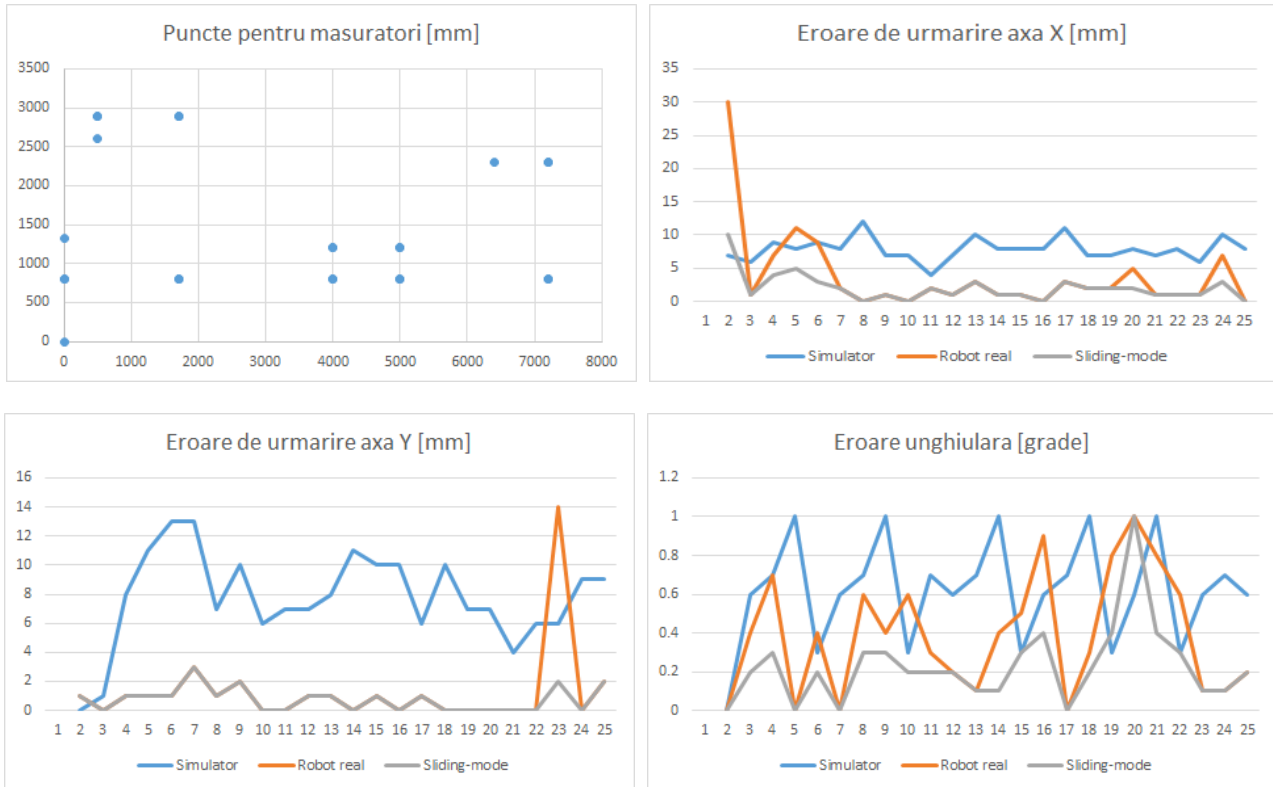 Puncte pentru masuratori [mm]
3500
3000
2500
2000
1500
1000
500
0
0 1000 2000 3000 4000 5000 6000 7000 8000
Eroare de urmarire axa X [mm]
35
30
25
20
15
10
5
0
1 2 3 4 5 6 7 8 9 10 11 12 13 14 15 16 17 18 19 20 21 22 23 24 25
Simulator Robot real Sliding-mode
Eroare de urmarire axa Y [mm]
16
14
12
10
8
6
4
2
0
1 2 3 4 5 6 7 8 9 10 11 12 13 14 15 16 17 18 19 20 21 22 23 24 25
Simulator Robot real Sliding-mode
Eroare unghiulara [grade]
1.2
1
0.8
0.6
0.4
0.2
0
1 2 3 4 5 6 7 8 9 10 11 12 13 14 15 16 17 18 19 20 21 22 23 24 25
Simulator Robot real Sliding-mode